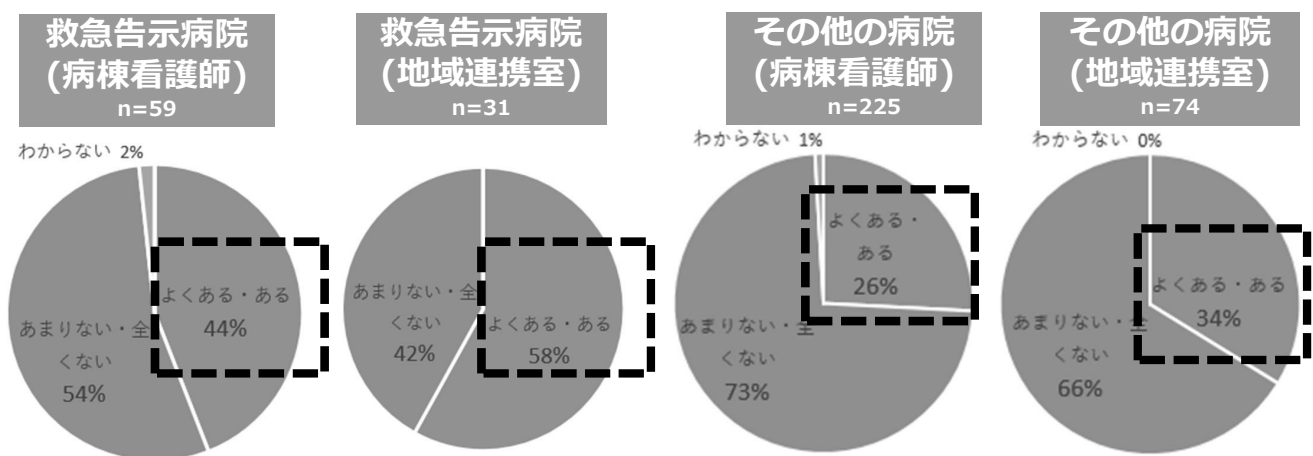 救急告示病院
(病棟看護師)
n=59
わからない 2%
よくある・ある
44%
あまりない・全
くない
54%
救急告示病院
(地域連携室)
n=31
あまりない・全
くない
42%
よくある・ある
58%
その他の病院
(病棟看護師)
n=225
わからない 1%
よくある・
ある
26%
あまりない・全
くない
73%
その他の病院
(地域連携室)
n=74
わからない 0%
よくある・ある
34%
あまりない・全
くない
66%